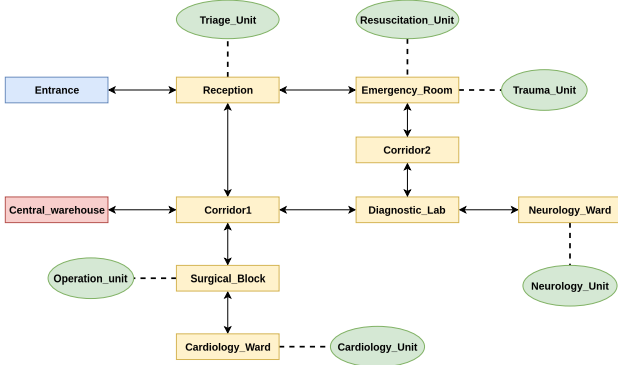 Triage_Unit
Resuscitation_Unit
Entrance
Reception
Emergency_Room
Trauma_Unit
Corridor2
Central_warehouse
Corridor1
Diagnostic_Lab
Neurology_Ward
Operation_unit
Surgical_Block
Neurology_Unit
Cardiology_Ward
Cardiology_Unit